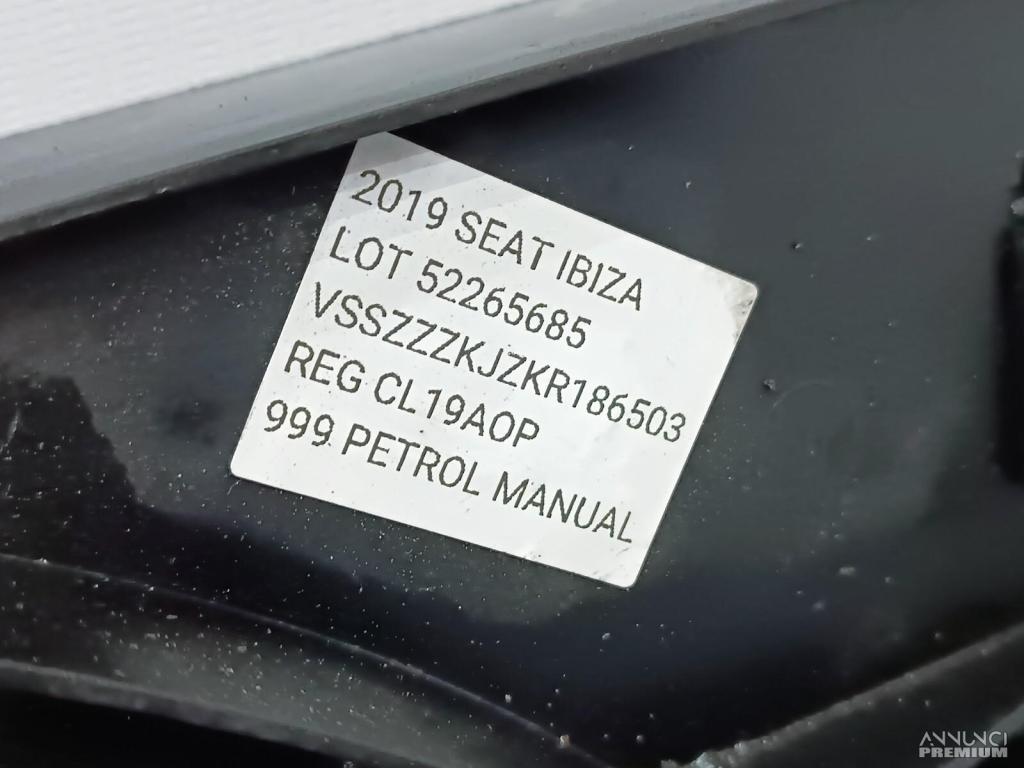 2019 SEAT IBIZA
LOT 52265685
VSSZZZKJZKR186503
REG CL19AOP
999 PETROL MANUAL
ANNUNCI
PREMIUM